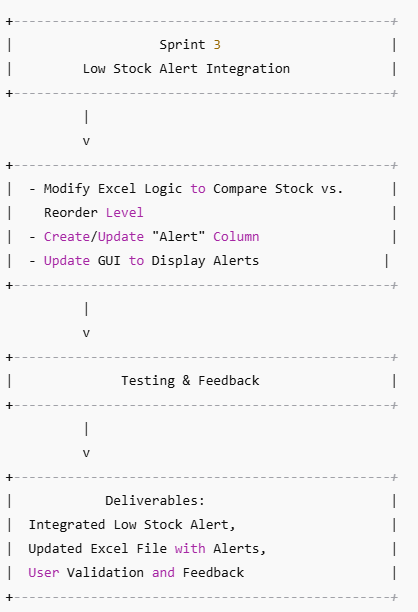 Sprint 3
Low Stock Alert Integration
v
- Modify Excel Logic to Compare Stock vs.
Reorder Level
- Create/Update "Alert" Column
- Update GUI to Display Alerts
v
Testing & Feedback
v
Deliverables:
Integrated Low Stock Alert,
Updated Excel File with Alerts,
User Validation and Feedback